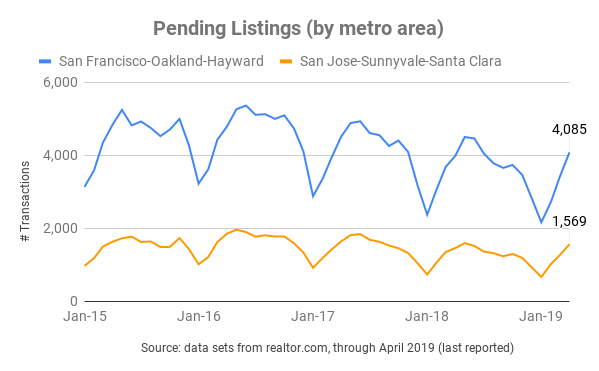 Pending Listings (by metro area)
San Francisco-Oakland-Hayward San Jose-Sunnyvale-Santa Clara
6,000
4,085
4,000
# Transactions
1,569
2,000
0
Jan-15 Jan-16 Jan-17 Jan-18 Jan-19
Source: data sets from realtor.com, through April 2019 (last reported)